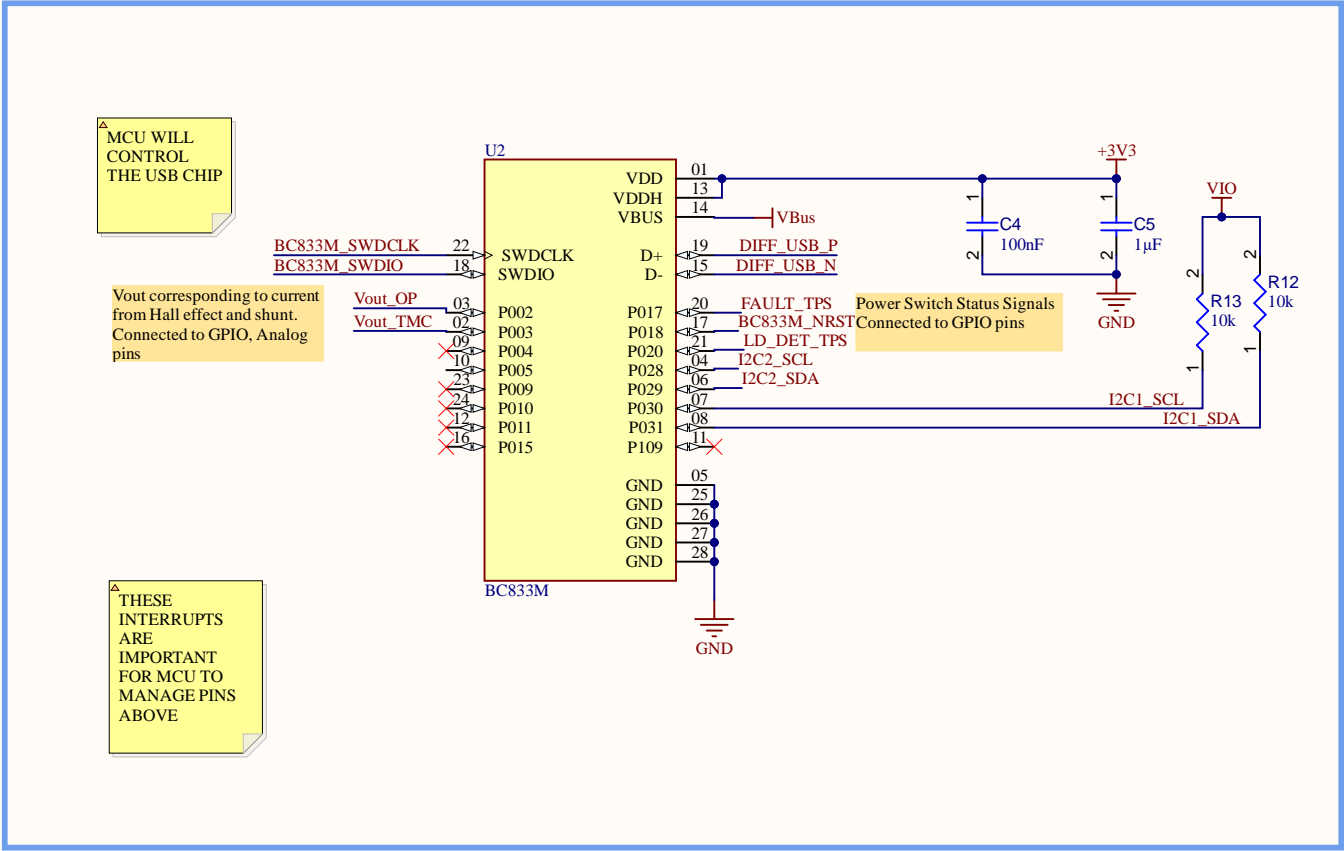 MCU WILL
CONTROL
THE USB CHIP
U2
VDD 01
VDDH 13
VBUS 14
VBus
+3V3
VIO
1
C4
100nF
2
1
C5
1µF
2
GND
BC833M_SWDCLK 22 SWDCLK
BC833M_SWDIO 18 SWDIO
D+ 19 DIFF_USB_P
D- 15 DIFF_USB_N
2
R13
10k
1
2
R12
10k
1
Vout corresponding to current
from Hall effect and shunt.
Connected to GPIO, Analog
pins
Vout_OP 03 P002
Vout_TMC 02 P003
09 P004
10 P005
23 P009
24 P010
12 P011
16 P015
P017 20 FAULT_TPS
P018 17 BC833M_NRST
P020 21 LD_DET_TPS
P028 04 I2C2_SCL
P029 06 I2C2_SDA
P030 07 I2C1_SCL
P031 08 I2C1_SDA
P109 11
Power Switch Status Signals
Connected to GPIO pins
GND 05
GND 25
GND 26
GND 27
GND 28
BC833M
GND
THESE
INTERRUPTS
ARE
IMPORTANT
FOR MCU TO
MANAGE PINS
ABOVE